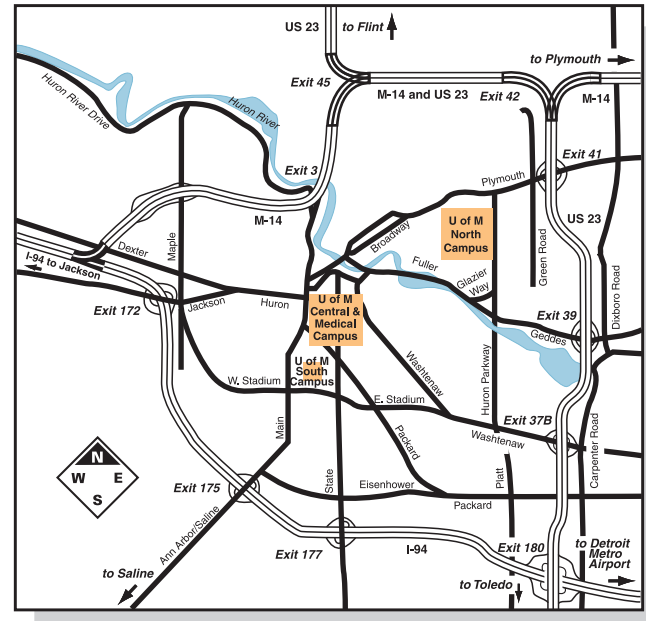 US 23
to Flint
to Plymouth
Exit 45
M-14 and US 23
Exit 42
M-14
Huron River Drive
Huron River
Exit 3
Exit 41
Plymouth
M-14
Broadway
U of M
North
Campus
US 23
Green Road
Dixboro Road
Maple
Dexter
I-94 to Jackson
Fuller
Glazier
Way
Exit 172
Jackson
Huron
U of M
Central &
Medical
Campus
Exit 39
Geddes
U of M
South
Campus
Washtenaw
Huron Parkway
W. Stadium
E. Stadium
Exit 37B
Washtenaw
Main
Packard
Carpenter Road
N
W E
S
Exit 175
State
Eisenhower
Platt
Packard
Ann Arbor/Saline
Exit 177
I-94
Exit 180
to Detroit
Metro
Airport
to Saline
to Toledo